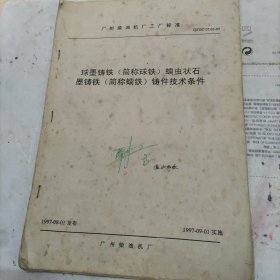 广州柴油机厂工厂标准
球墨铸铁（简称球铁）蠕虫状石
墨铸铁（简称蠕铁）铸件技术条件
1997-08-01 发布
1997-09-01 实施
广州柴油机厂